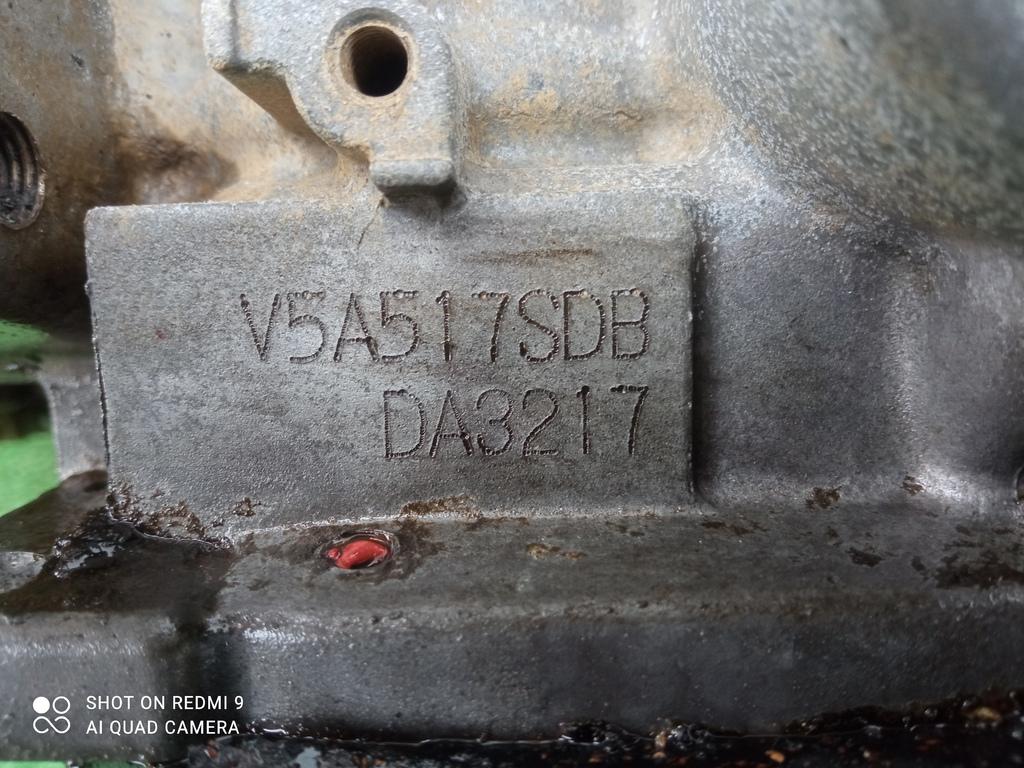 V5A517SDB
DA3217
SHOT ON REDMI 9
AI QUAD CAMERA